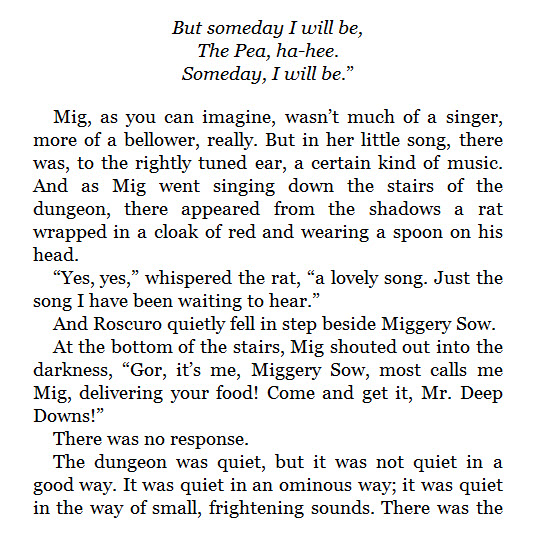 But someday I will be,
The Pea, ha-hee.
Someday, I will be.”
Mig, as you can imagine, wasn’t much of a singer,
more of a bellower, really. But in her little song, there
was, to the rightly tuned ear, a certain kind of music.
And as Mig went singing down the stairs of the
dungeon, there appeared from the shadows a rat
wrapped in a cloak of red and wearing a spoon on his
head.
“Yes, yes,” whispered the rat, “a lovely song. Just the
song I have been waiting to hear.”
And Roscuro quietly fell in step beside Miggery Sow.
At the bottom of the stairs, Mig shouted out into the
darkness, “Gor, it’s me, Miggery Sow, most calls me
Mig, delivering your food! Come and get it, Mr. Deep
Downs!”
There was no response.
The dungeon was quiet, but it was not quiet in a
good way. It was quiet in an ominous way; it was quiet
in the way of small, frightening sounds. There was the